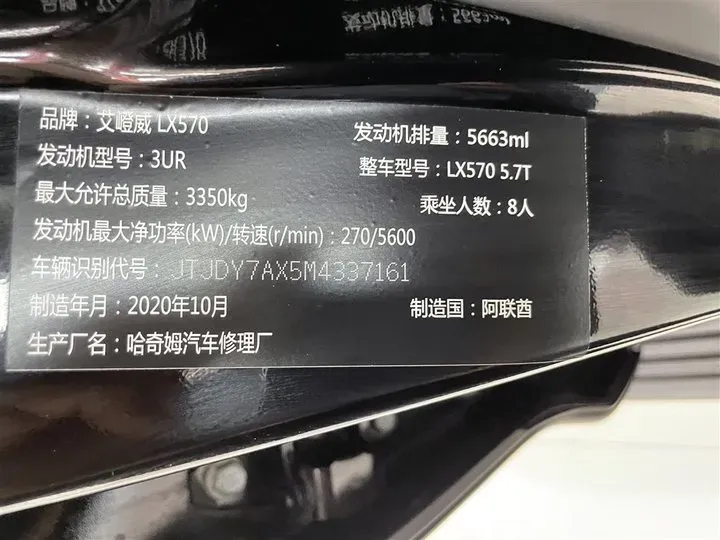 品牌：艾嶝威 LX570
发动机排量：5663ml
发动机型号：3UR
整车型号：LX570 5.7T
最大允许总质量：3350kg
乘坐人数：8人
发动机最大净功率(kW)/转速(r/min)：270/5600
车辆识别代号：JTJDY7AX5M4337161
制造年月：2020年10月
制造国：阿联酋
生产厂名：哈奇姆汽车修理厂